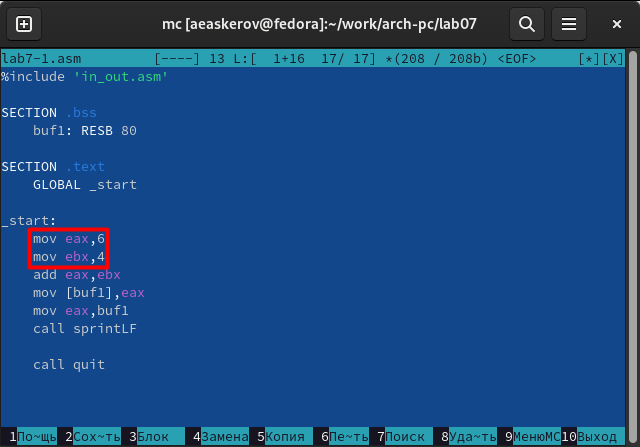 mc [aeaskerov@fedora]:~/work/arch-pc/lab07
lab7-1.asm [----] 13 L:[ 1+16 17/ 17] *(208 / 208b) <EOF> [*][X]
%include 'in_out.asm'
SECTION .bss
buf1: RESB 80
SECTION .text
GLOBAL _start
_start:
mov eax,6
mov ebx,4
add eax,ebx
mov [buf1],eax
mov eax,buf1
call sprintLF
call quit
1По~щь 2Сох~ть 3Блок 4Замена 5Копия 6Пе~ть 7Поиск 8Уда~ть 9МенюMC 10Выход